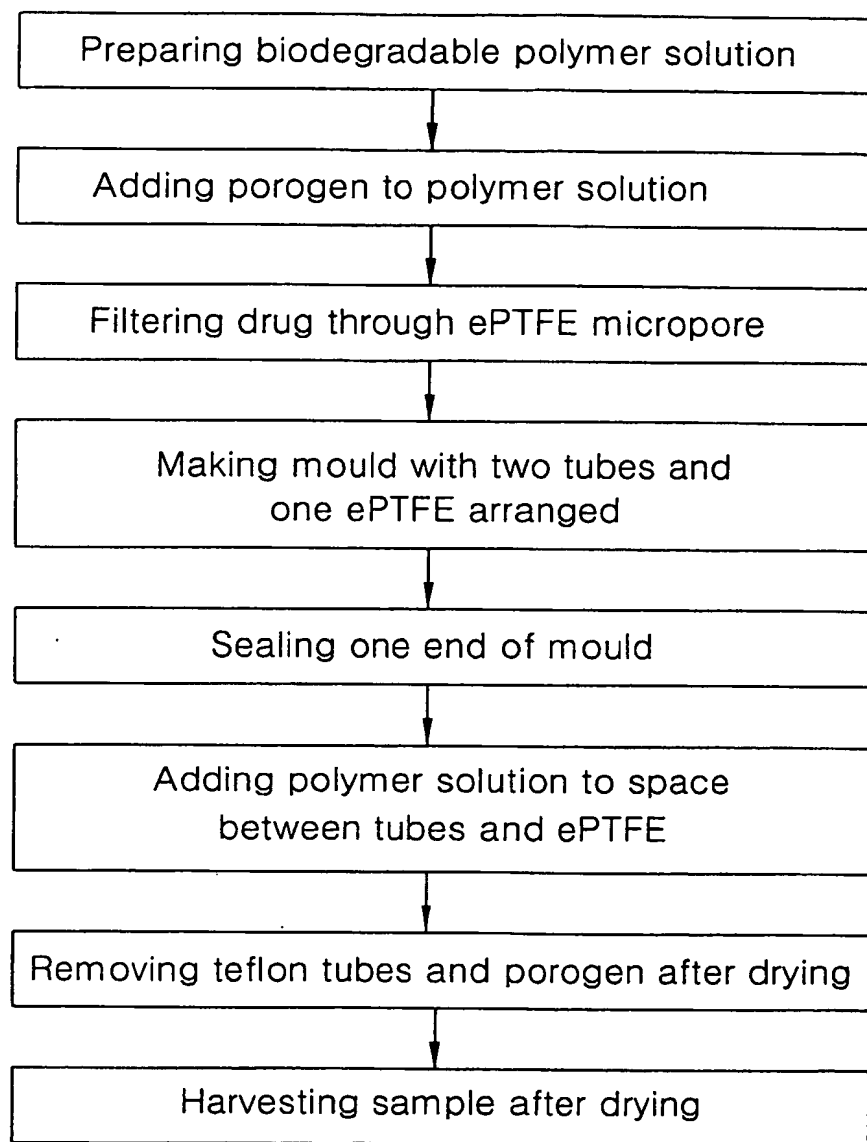 Preparing biodegradable polymer solution
Adding porogen to polymer solution
Filtering drug through ePTFE micropore
Making mould with two tubes and
one ePTFE arranged
Sealing one end of mould
Adding polymer solution to space
between tubes and ePTFE
Removing teflon tubes and porogen after drying
Harvesting sample after drying